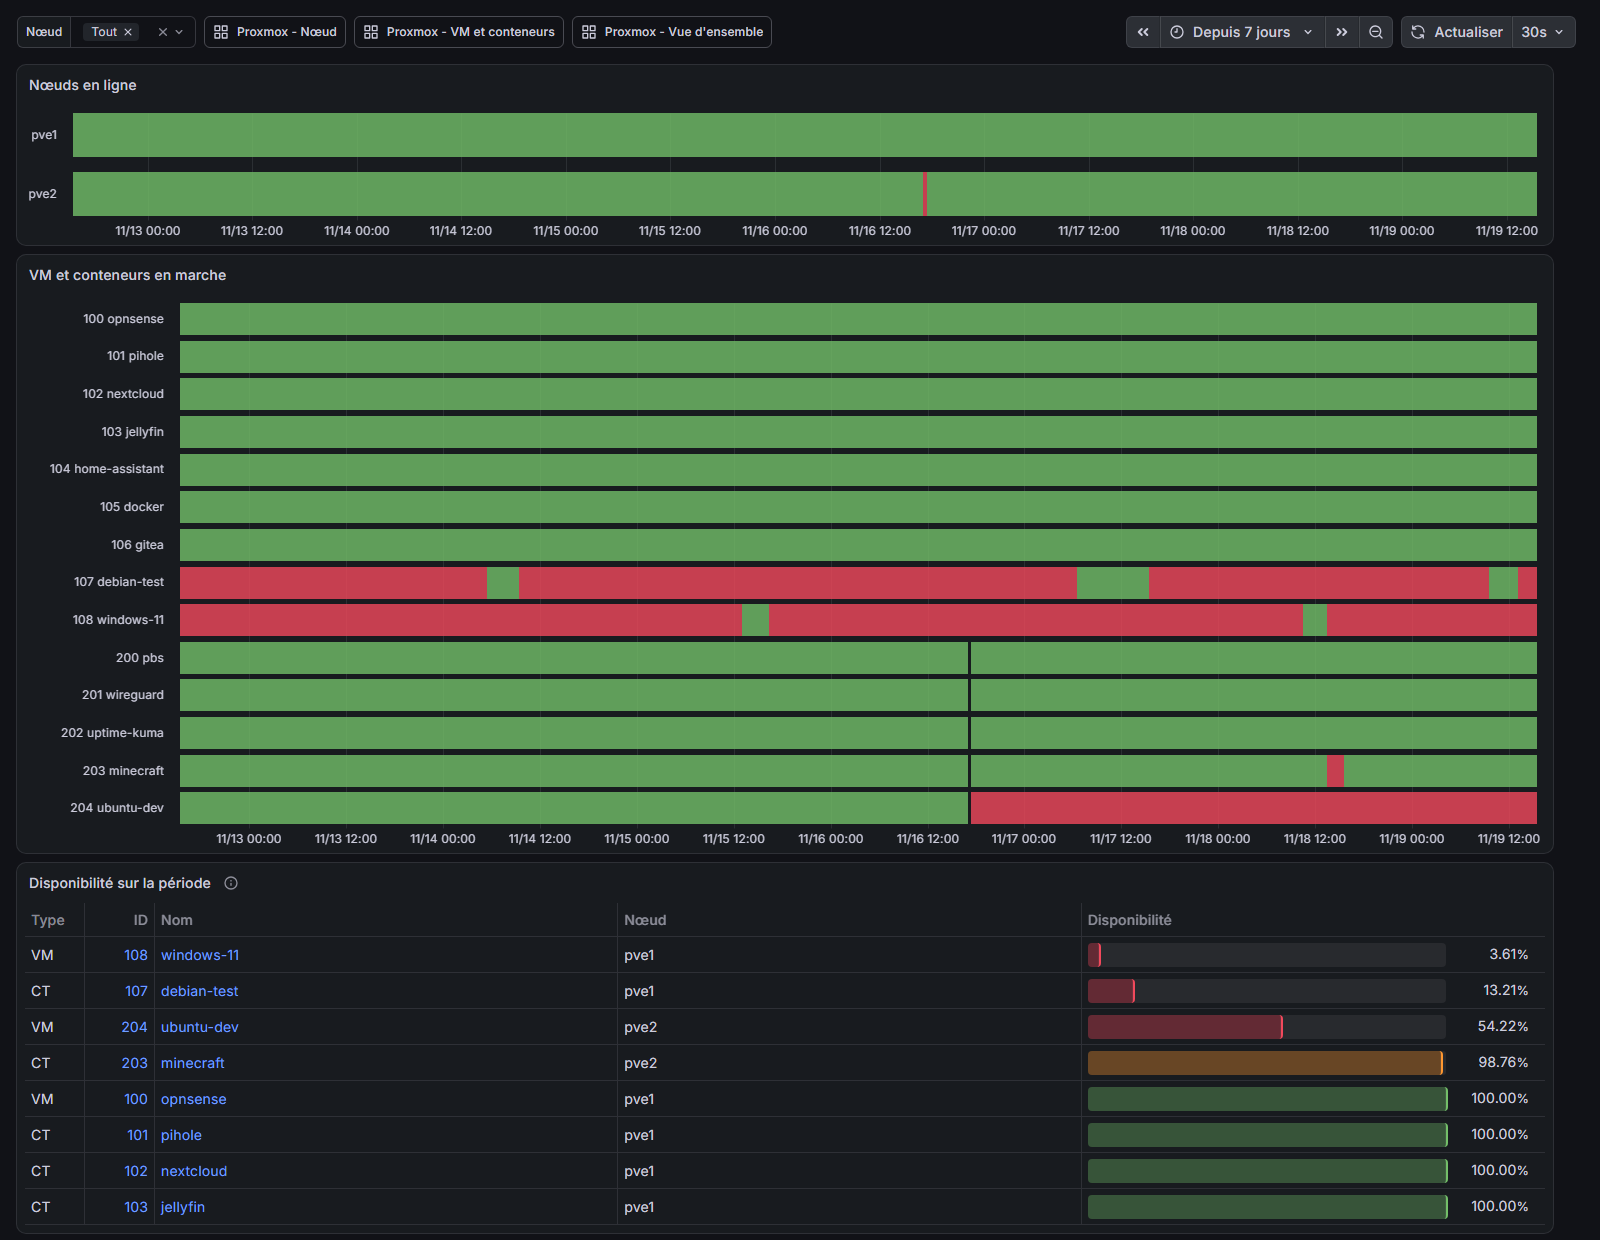 Nœud Tout Proxmox - Nœud Proxmox - VM et conteneurs Proxmox - Vue d'ensemble Depuis 7 jours Actualiser 30s
Nœuds en ligne
pve1
pve2
11/13 00:00 11/13 12:00 11/14 00:00 11/14 12:00 11/15 00:00 11/15 12:00 11/16 00:00 11/16 12:00 11/17 00:00 11/17 12:00 11/18 00:00 11/18 12:00 11/19 00:00 11/19 12:00
VM et conteneurs en marche
100 opnsense
101 pihole
102 nextcloud
103 jellyfin
104 home-assistant
105 docker
106 gitea
107 debian-test
108 windows-11
200 pbs
201 wireguard
202 uptime-kuma
203 minecraft
204 ubuntu-dev
11/13 00:00 11/13 12:00 11/14 00:00 11/14 12:00 11/15 00:00 11/15 12:00 11/16 00:00 11/16 12:00 11/17 00:00 11/17 12:00 11/18 00:00 11/18 12:00 11/19 00:00 11/19 12:00
Disponibilité sur la période
Type ID Nom Nœud Disponibilité
VM 108 windows-11 pve1 3.61%
CT 107 debian-test pve1 13.21%
VM 204 ubuntu-dev pve2 54.22%
CT 203 minecraft pve2 98.76%
VM 100 opnsense pve1 100.00%
CT 101 pihole pve1 100.00%
CT 102 nextcloud pve1 100.00%
CT 103 jellyfin pve1 100.00%